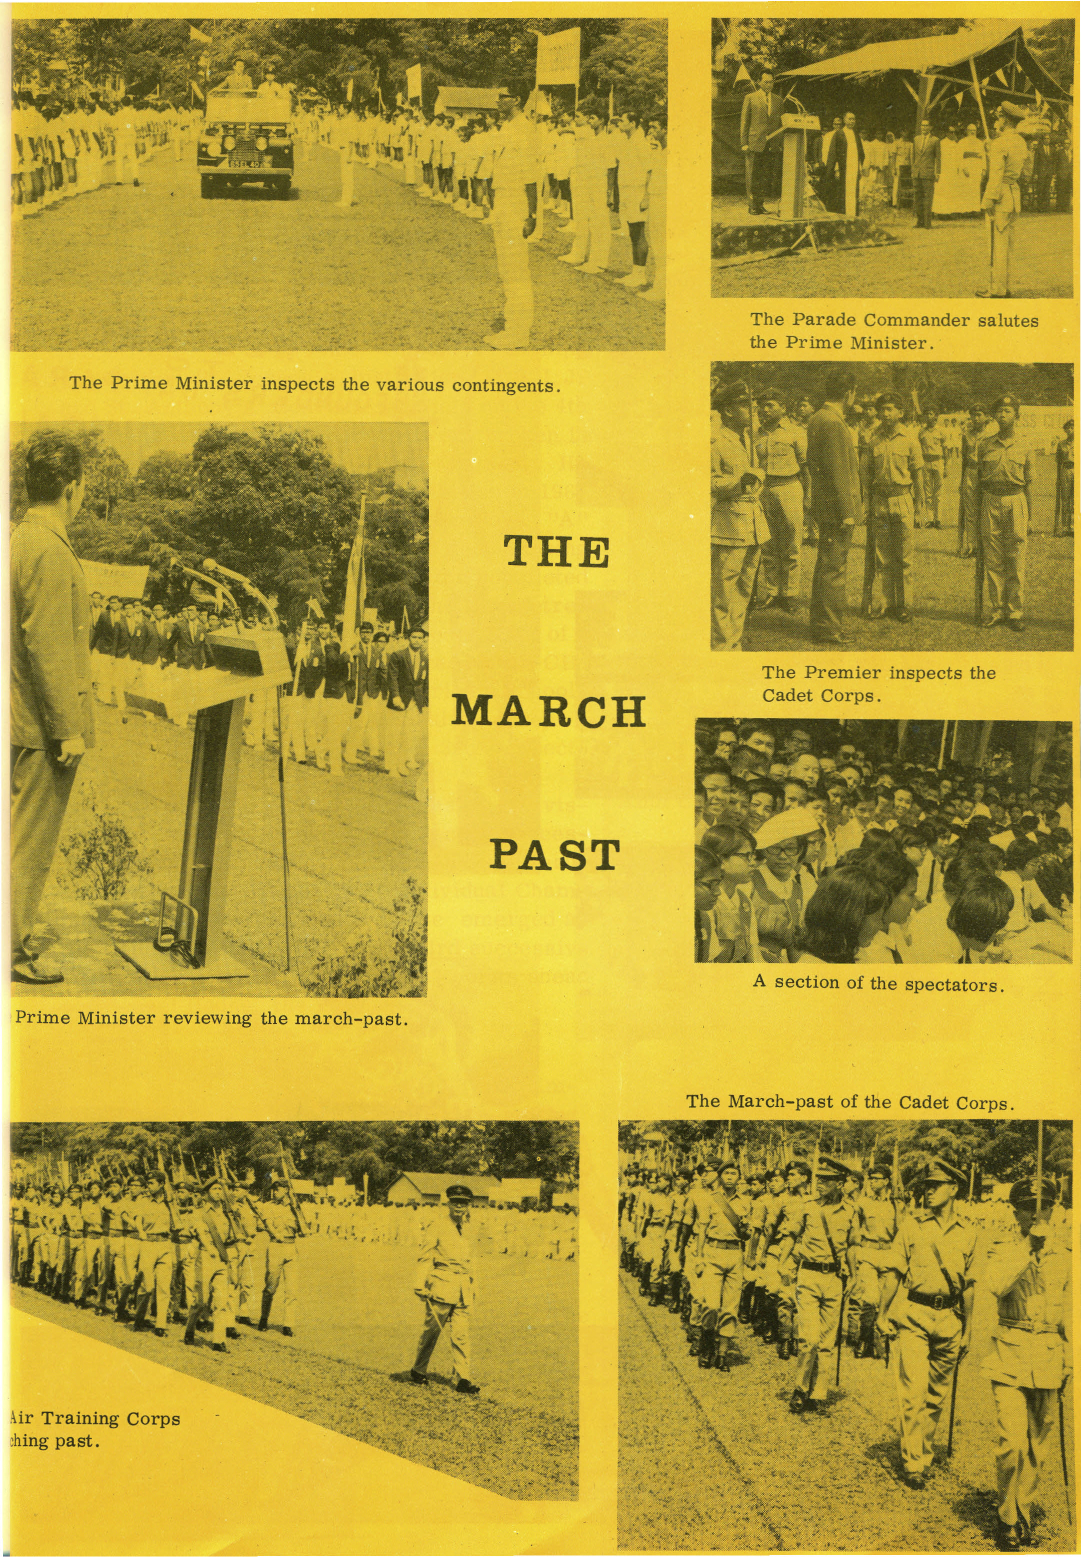 The Prime Minister inspects the various contingents.
The Parade Commander salutes
the Prime Minister.
The Premier inspects the
Cadet Corps.
THE
MARCH
PAST
A section of the spectators.
Prime Minister reviewing the march-past.
The March-past of the Cadet Corps.
Air Training Corps
ching past.